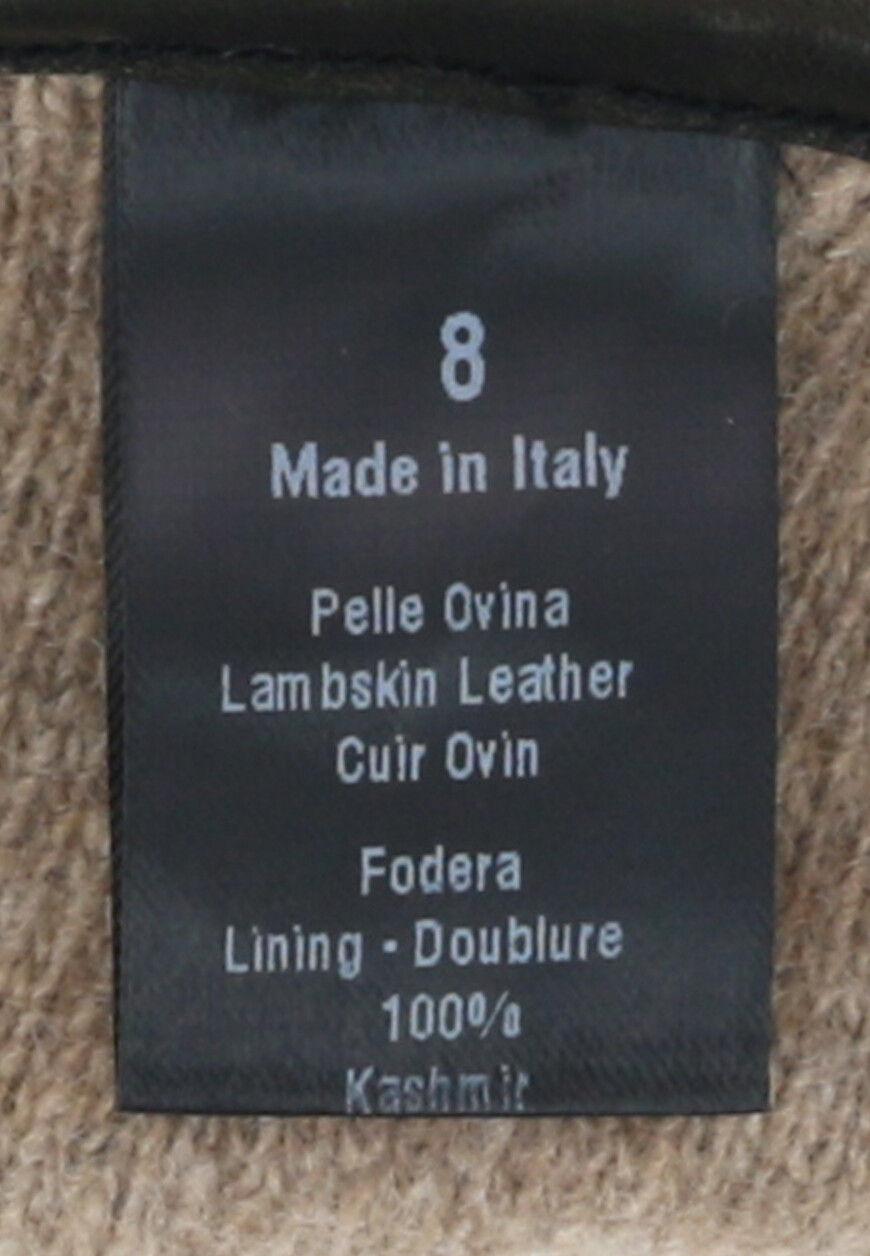 8
Made in Italy
Pelle Ovina
Lambskin Leather
Cuir Ovin
Fodera
Lining - Doublure
100%
Kashmir